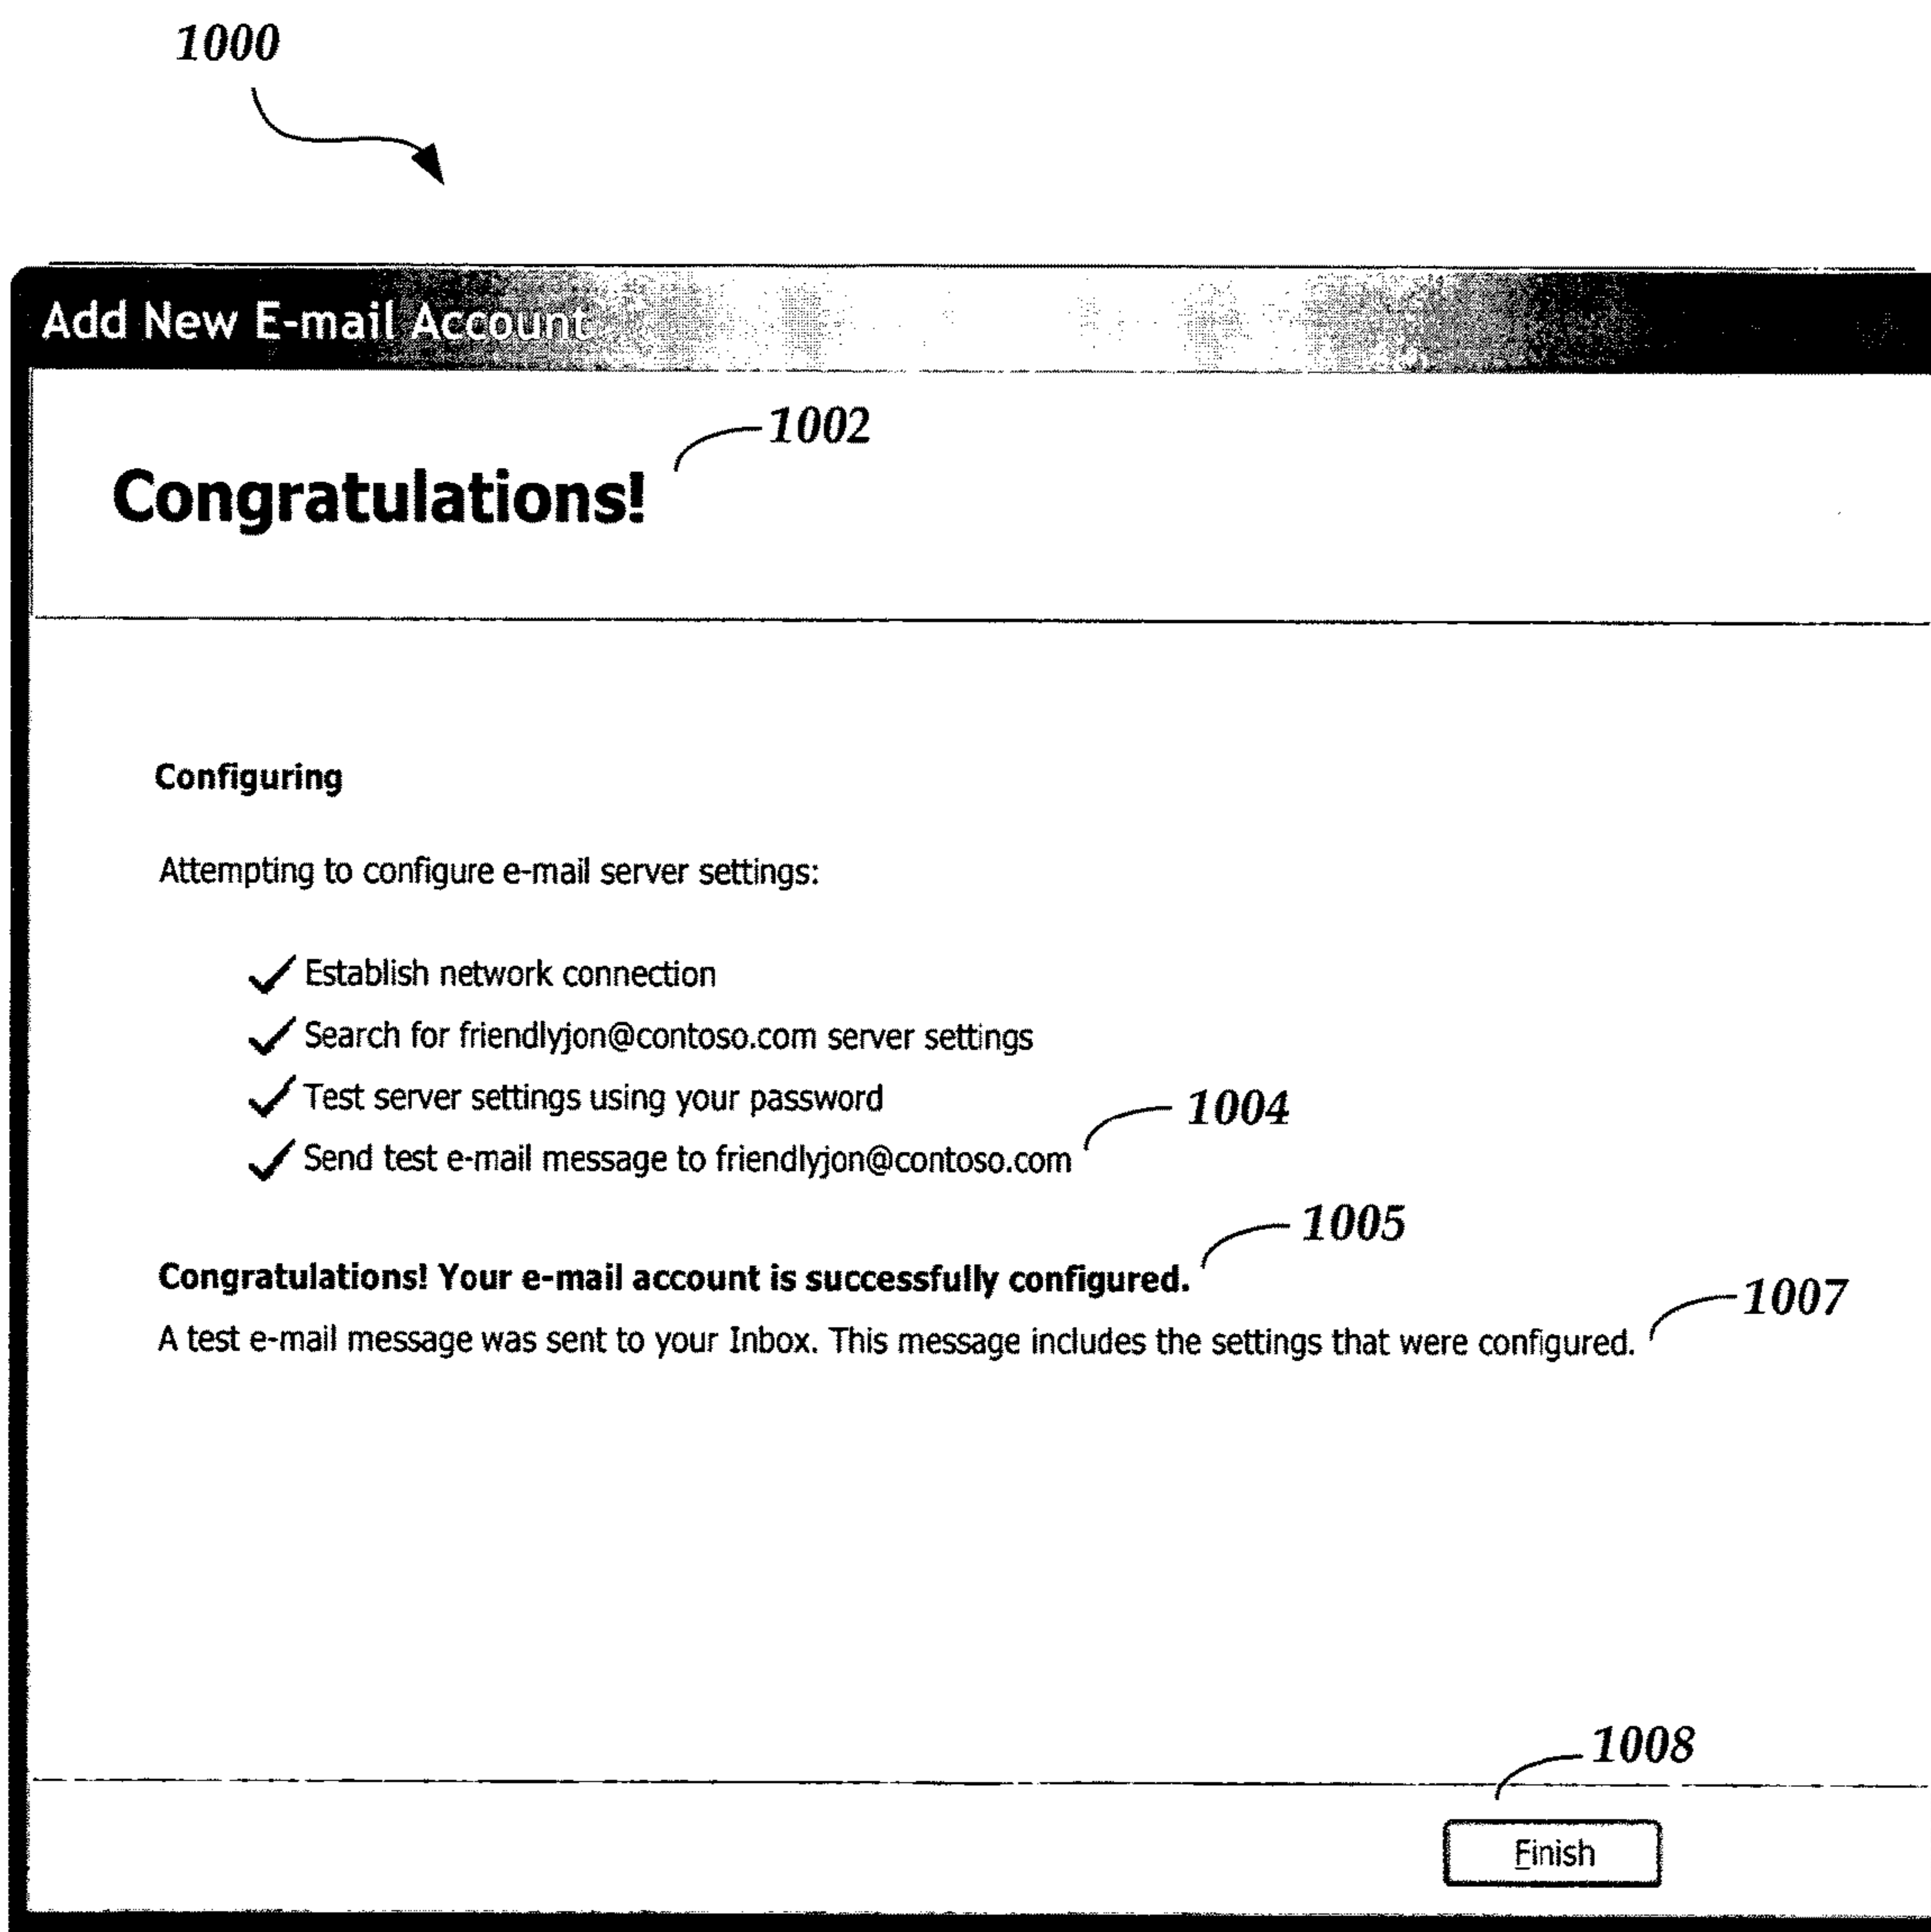 1000
Add New E-mail Account
1002
Congratulations!
Configuring
Attempting to configure e-mail server settings:
Establish network connection
Search for friendlyjon@contoso.com server settings
Test server settings using your password
1004
Send test e-mail message to friendlyjon@contoso.com
1005
Congratulations! Your e-mail account is successfully configured.
1007
A test e-mail message was sent to your Inbox. This message includes the settings that were configured.
1008
Finish